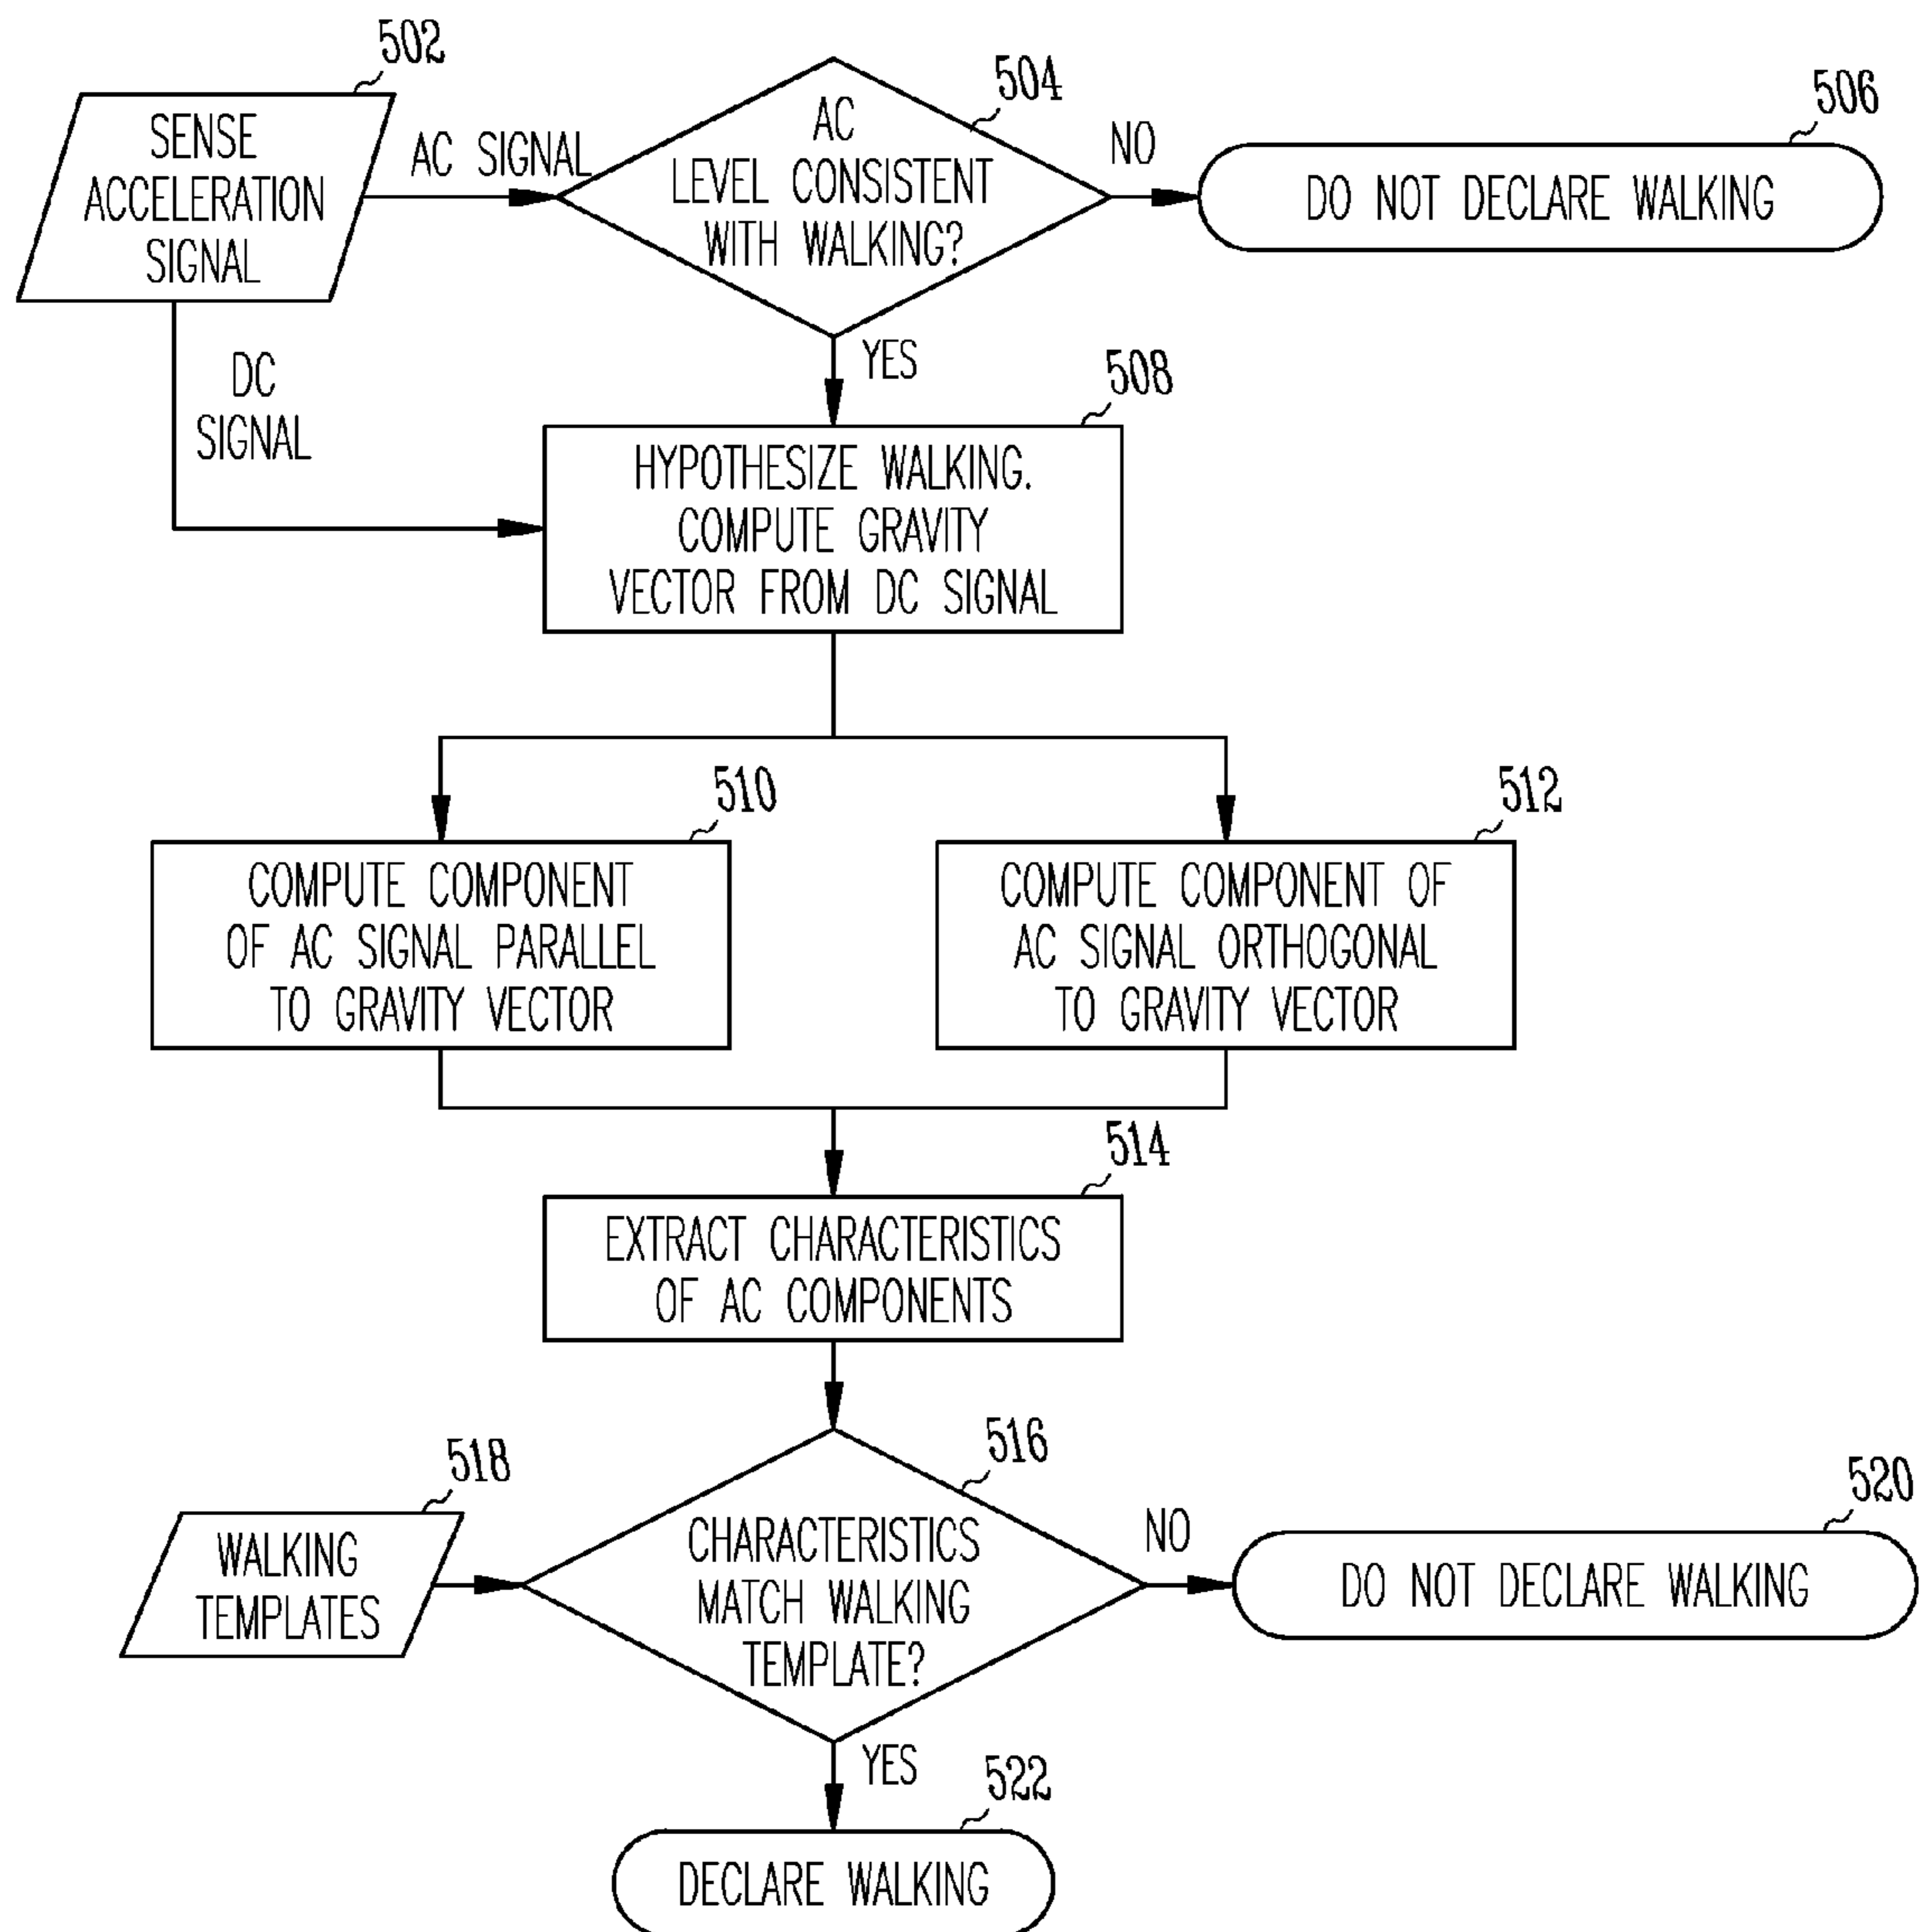 502
SENSE
ACCELERATION
SIGNAL
AC SIGNAL
504
AC
LEVEL CONSISTENT
WITH WALKING?
NO
506
DO NOT DECLARE WALKING
DC
SIGNAL
YES
508
HYPOTHESIZE WALKING.
COMPUTE GRAVITY
VECTOR FROM DC SIGNAL
510
COMPUTE COMPONENT
OF AC SIGNAL PARALLEL
TO GRAVITY VECTOR
512
COMPUTE COMPONENT OF
AC SIGNAL ORTHOGONAL
TO GRAVITY VECTOR
514
EXTRACT CHARACTERISTICS
OF AC COMPONENTS
518
WALKING
TEMPLATES
516
CHARACTERISTICS
MATCH WALKING
TEMPLATE?
NO
520
DO NOT DECLARE WALKING
YES
522
DECLARE WALKING